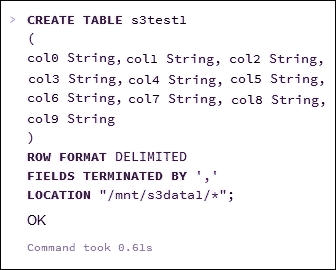 > CREATE TABLE s3test1
(
col0 String, col1 String, col2 String,
col3 String, col4 String, col5 String,
col6 String, col7 String, col8 String,
col9 String
)
ROW FORMAT DELIMITED
FIELDS TERMINATED BY ','
LOCATION "/mnt/s3data1/*";
OK
Command took 0.61s